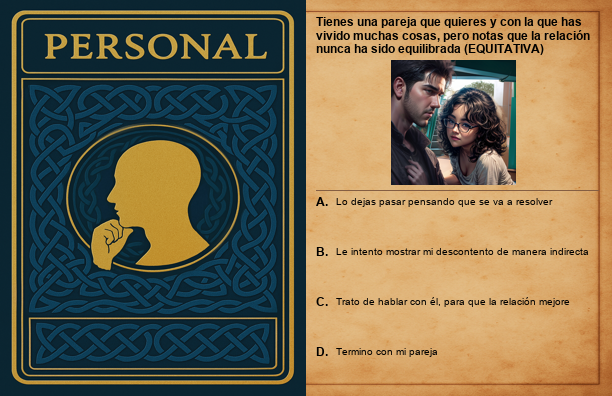 PERSONAL
Tienes una pareja que quieres y con la que has
vivido muchas cosas, pero notas que la relación
nunca ha sido equilibrada (EQUITATIVA)
A. Lo dejas pasar pensando que se va a resolver
B. Le intento mostrar mi descontento de manera indirecta
C. Trato de hablar con él, para que la relación mejore
D. Termino con mi pareja